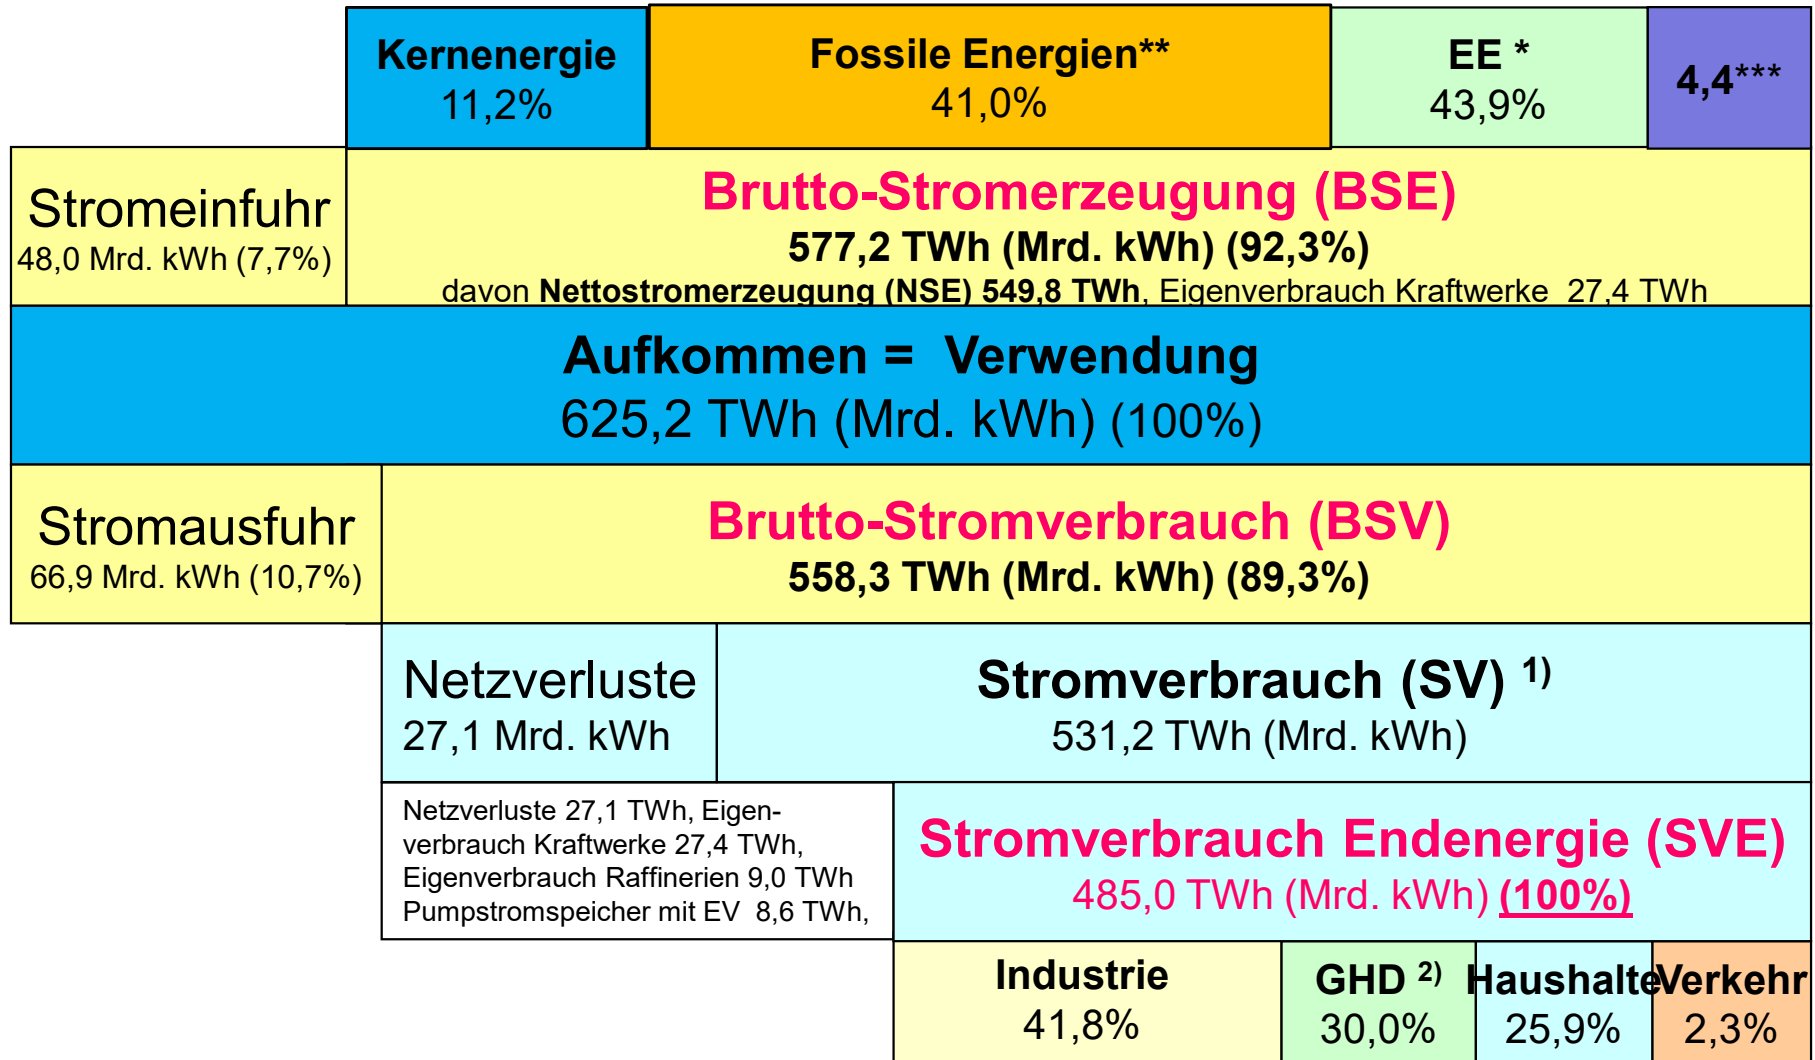 Kernenergie
11,2%
Fossile Energien**
41,0%
EE *
43,9%
4,4***
Stromeinfuhr
48,0 Mrd. kWh (7,7%)
Brutto-Stromerzeugung (BSE)
577,2 TWh (Mrd. kWh) (92,3%)
davon Nettostromerzeugung (NSE) 549,8 TWh, Eigenverbrauch Kraftwerke 27,4 TWh
Aufkommen = Verwendung
625,2 TWh (Mrd. kWh) (100%)
Stromausfuhr
66,9 Mrd. kWh (10,7%)
Brutto-Stromverbrauch (BSV)
558,3 TWh (Mrd. kWh) (89,3%)
Netzverluste
27,1 Mrd. kWh
Stromverbrauch (SV) 1)
531,2 TWh (Mrd. kWh)
Netzverluste 27,1 TWh, Eigen-
verbrauch Kraftwerke 27,4 TWh,
Eigenverbrauch Raffinerien 9,0 TWh
Pumpstromspeicher mit EV 8,6 TWh,
Stromverbrauch Endenergie (SVE)
485,0 TWh (Mrd. kWh) (100%)
Industrie
41,8%
GHD 2)
30,0%
Haushalte
25,9%
Verkehr
2,3%